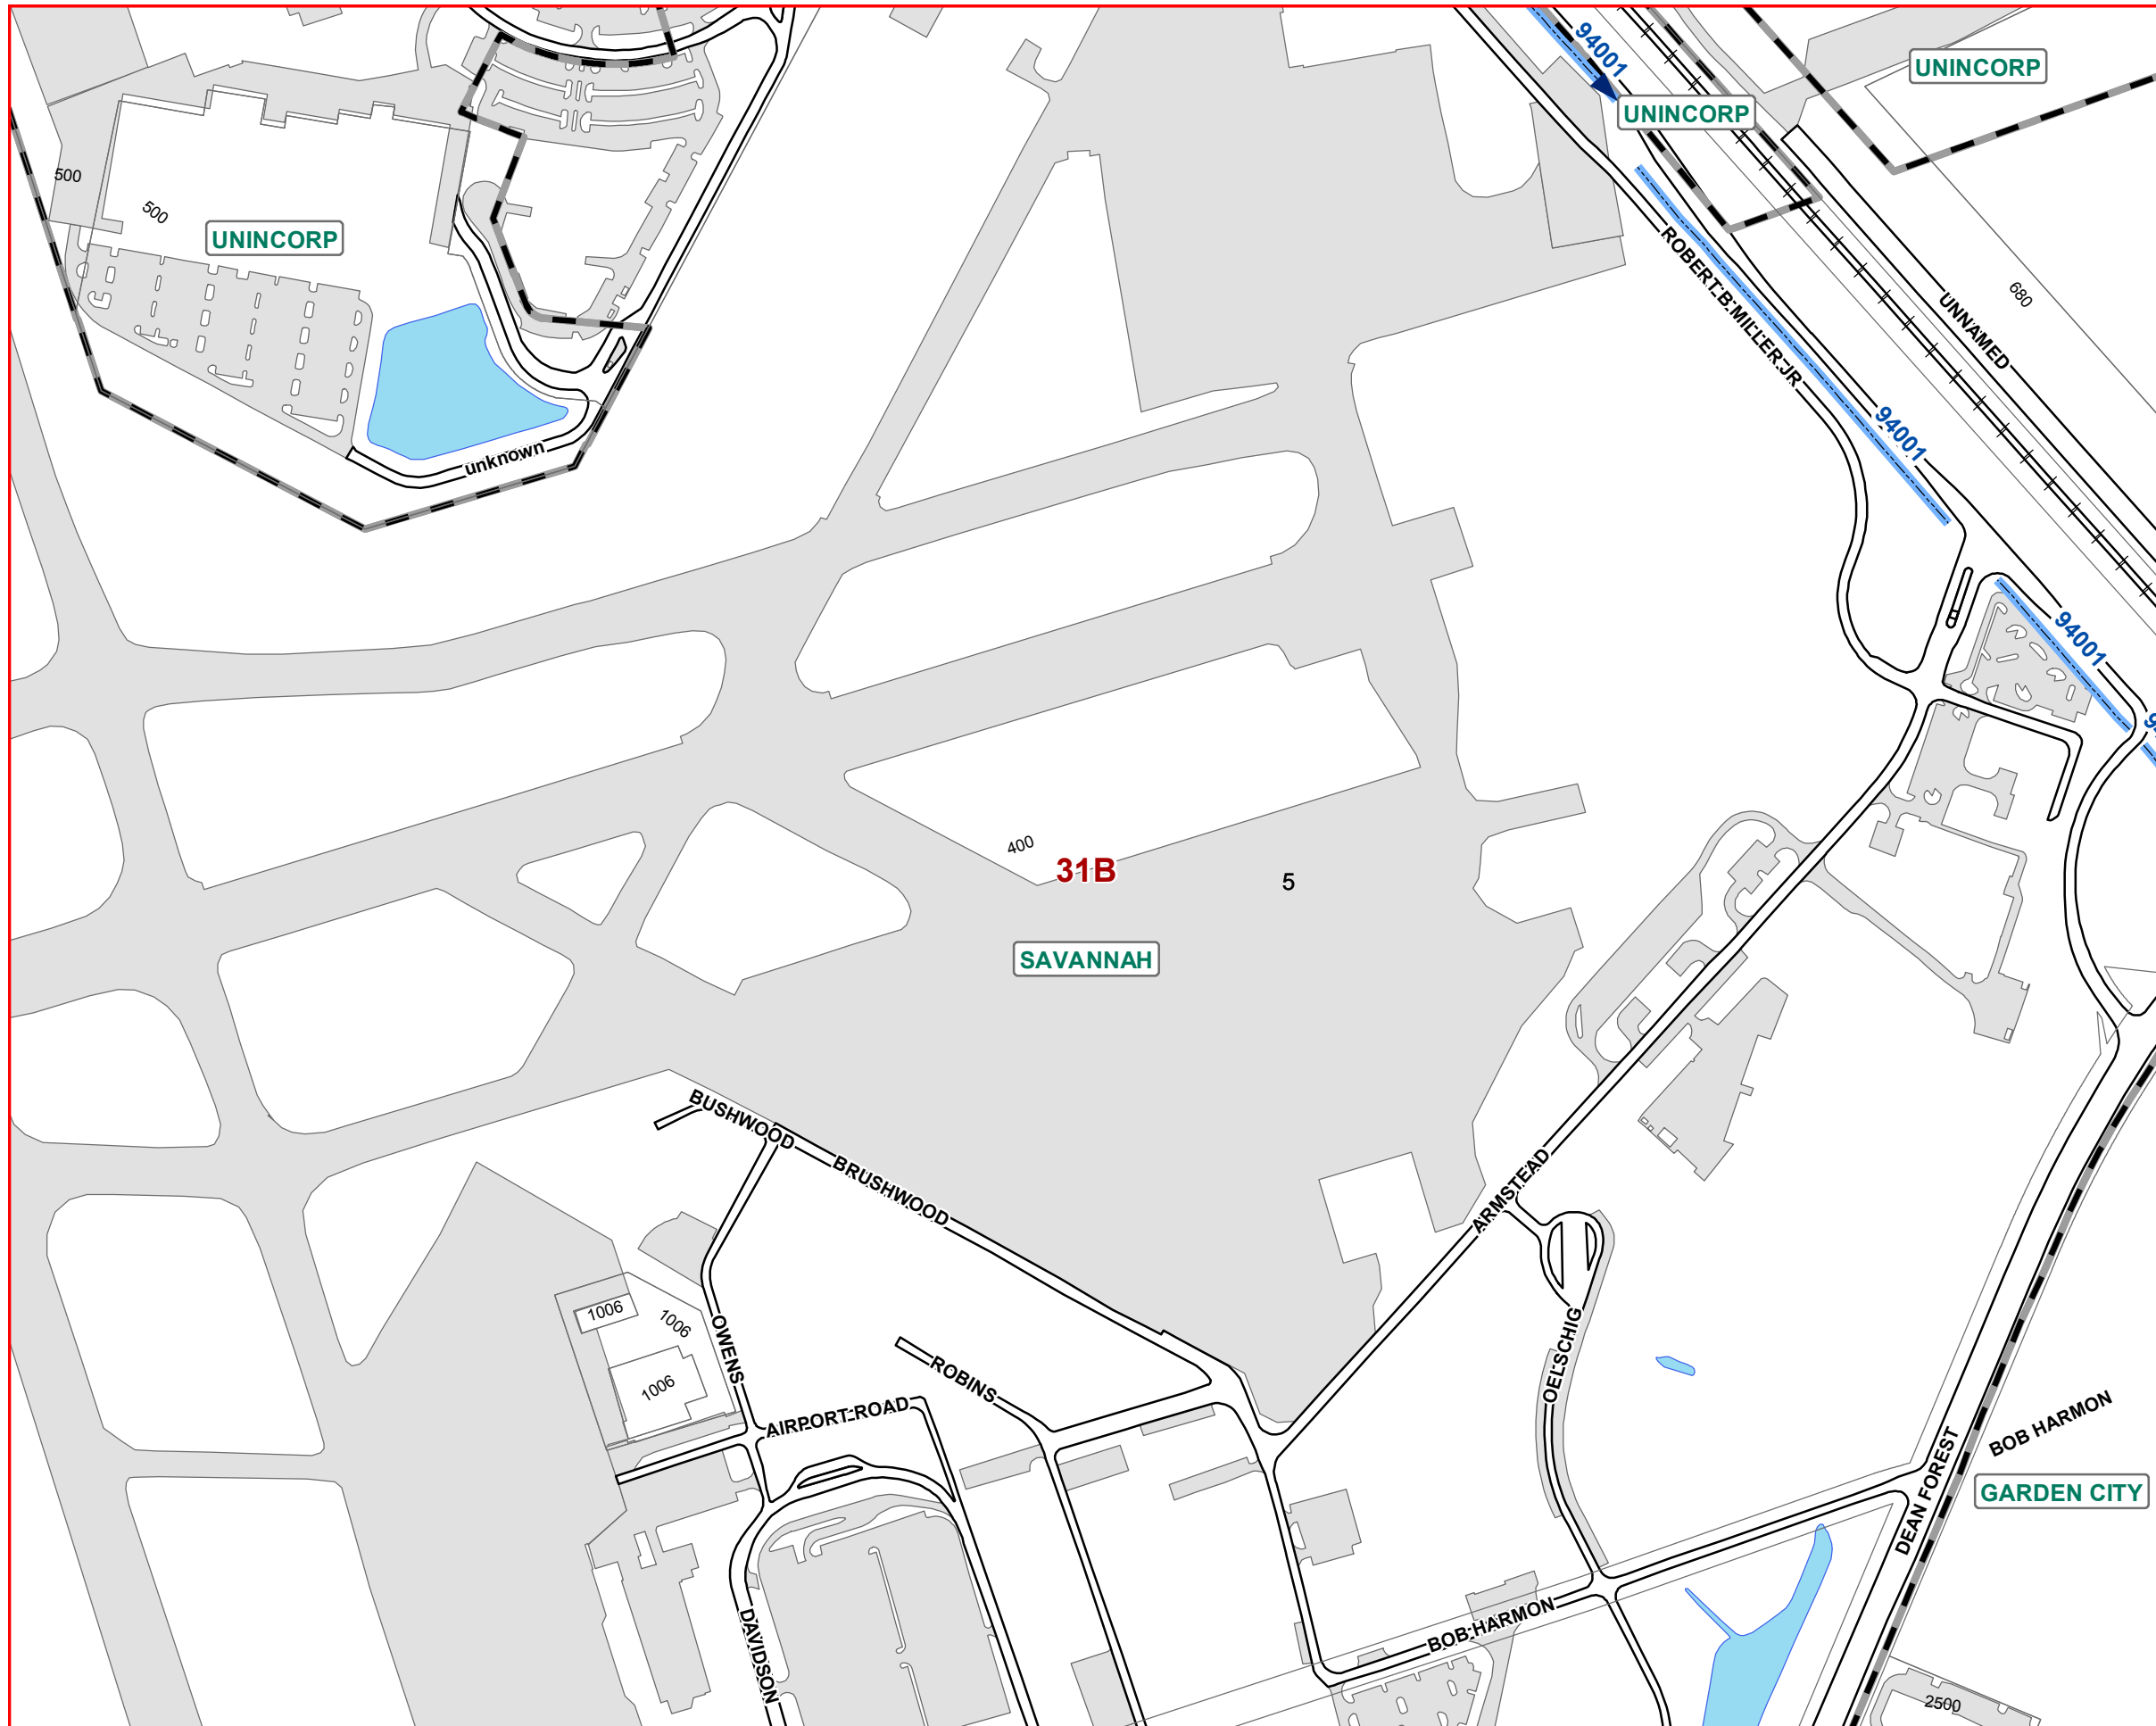 94001
UNINCORP
UNINCORP
500
500
UNINCORP
ROBERT B MILLER JR
680
UNNAMED
94001
unknown
94001
400
31B
5
SAVANNAH
BUSHWOOD
BRUSHWOOD
ARMSTEAD
1006
1006
OWENS
OELSCHIG
ROBINS
1006
AIRPORT ROAD
BOB HARMON
DEAN FOREST
GARDEN CITY
BOB HARMON
DAVIDSON
2500